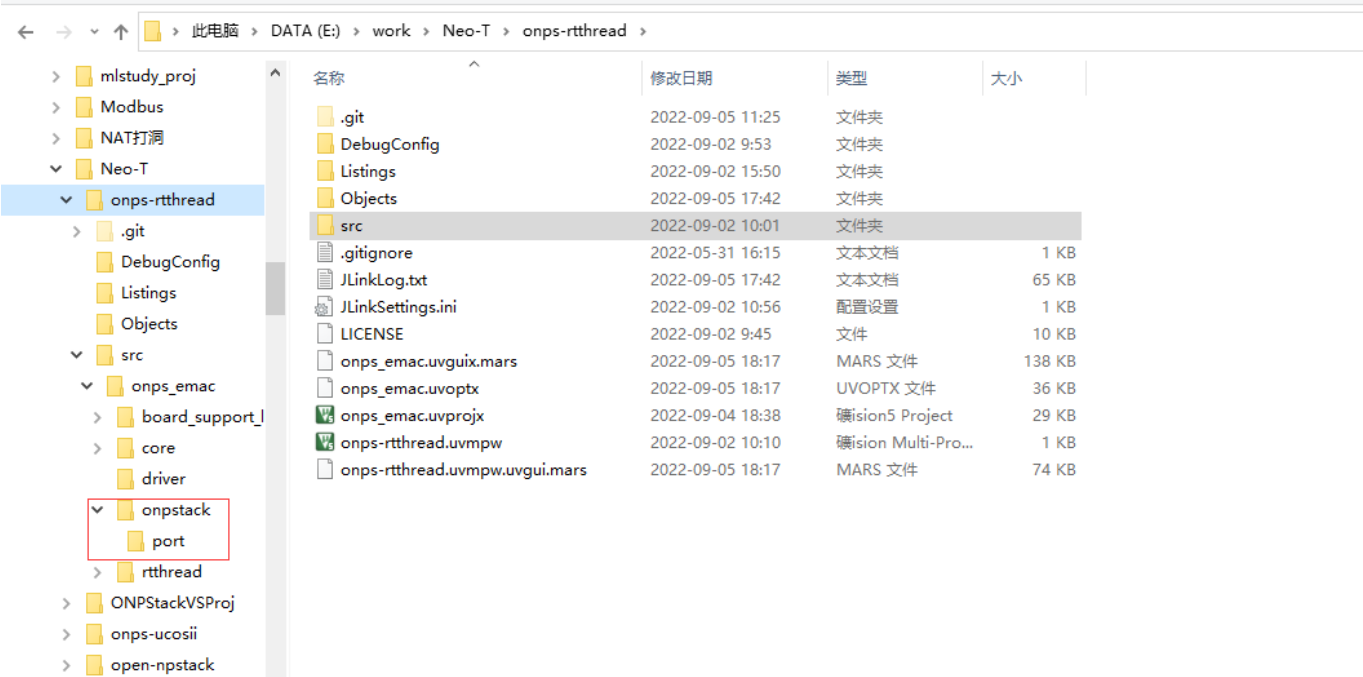 此电脑 > DATA (E:) > work > Neo-T > onps-rtthread >
mlstudy_proj
Modbus
NAT打洞
Neo-T
onps-rtthread
.git
DebugConfig
Listings
Objects
src
onps_emac
board_support_l
core
driver
onpstack
port
rtthread
ONPStackVSProj
onps-ucosii
open-npstack
名称 修改日期 类型 大小
.git 2022-09-05 11:25 文件夹
DebugConfig 2022-09-02 9:53 文件夹
Listings 2022-09-02 15:50 文件夹
Objects 2022-09-05 17:42 文件夹
src 2022-09-02 10:01 文件夹
.gitignore 2022-05-31 16:15 文本文档 1 KB
JLinkLog.txt 2022-09-05 17:42 文本文档 65 KB
JLinkSettings.ini 2022-09-02 10:56 配置设置 1 KB
LICENSE 2022-09-02 9:45 文件 10 KB
onps_emac.uvguix.mars 2022-09-05 18:17 MARS 文件 138 KB
onps_emac.uvoptx 2022-09-05 18:17 UVOPTX 文件 36 KB
onps_emac.uvprojx 2022-09-04 18:38 礦ision5 Project 29 KB
onps-rtthread.uvmpw 2022-09-02 10:10 礦ision Multi-Pro... 1 KB
onps-rtthread.uvmpw.uvgui.mars 2022-09-05 18:17 MARS 文件 74 KB